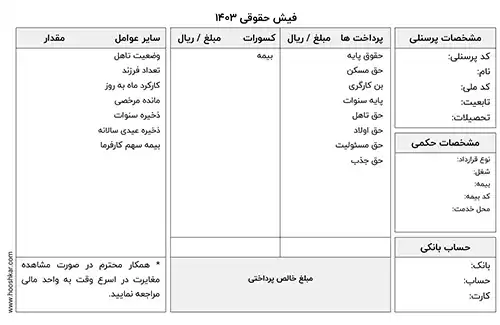 فیش حقوقی ۱۴۰۳
مشخصات پرسنلی
کد پرسنلی:
نام:
کد ملی:
تابعیت:
تحصیلات:
مشخصات حکمی
نوع قرارداد:
شغل:
بیمه:
کد بیمه:
محل خدمت:
حساب بانکی
بانک:
حساب:
کارت:
پرداخت ها مبلغ / ریال
حقوق پایه
حق مسکن
بن کارگری
پایه سنوات
حق تاهل
حق اولاد
حق مسئولیت
حق جذب
کسورات مبلغ / ریال
بیمه
مبلغ خالص پرداختی
سایر عوامل مقدار
وضعیت تاهل
تعداد فرزند
کارکرد ماه به روز
مانده مرخصی
ذخیره سنوات
ذخیره عیدی سالانه
بیمه سهم کارفرما
* همکار محترم در صورت مشاهده
مغایرت در اسرع وقت به واحد مالی
مراجعه نمایید.
www.hooshkar.com